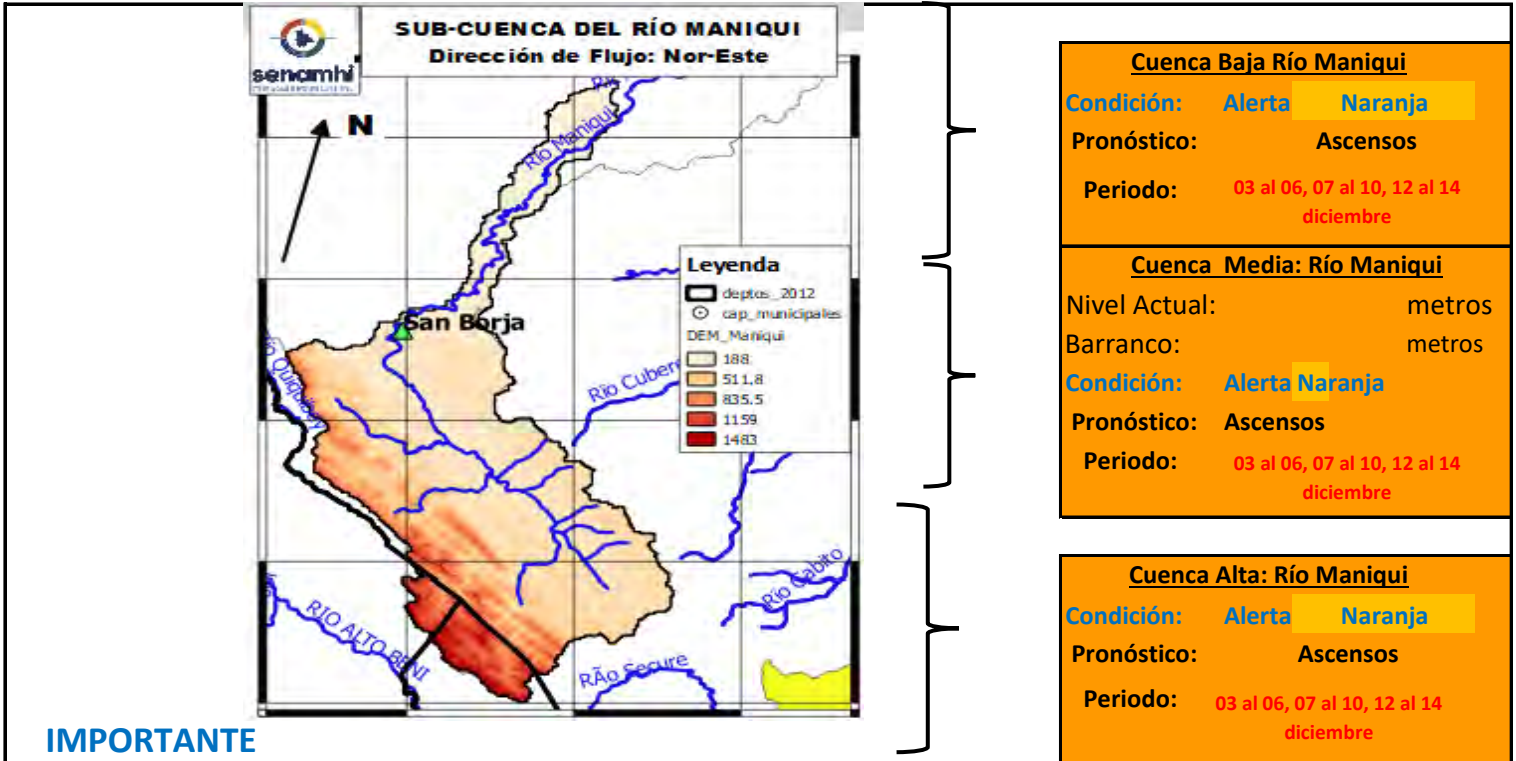 SUB-CUENCA DEL RÍO MANIQUI
Dirección de Flujo: Nor-Este
senamhi
N
Río Maniqui
San Borja
Río Cuber
RIO ALTO BENI
RÃo Secure
Río Cabito
Leyenda
deptos_2012
cap_municipales
DEM_Maniqui
188
511,8
835.5
1159
1483
Cuenca Baja Río Maniqui
Condición: Alerta Naranja
Pronóstico: Ascensos
Periodo: 03 al 06, 07 al 10, 12 al 14
diciembre
Cuenca Media: Río Maniqui
Nivel Actual: metros
Barranco: metros
Condición: Alerta Naranja
Pronóstico: Ascensos
Periodo: 03 al 06, 07 al 10, 12 al 14
diciembre
Cuenca Alta: Río Maniqui
Condición: Alerta Naranja
Pronóstico: Ascensos
Periodo: 03 al 06, 07 al 10, 12 al 14
diciembre
IMPORTANTE